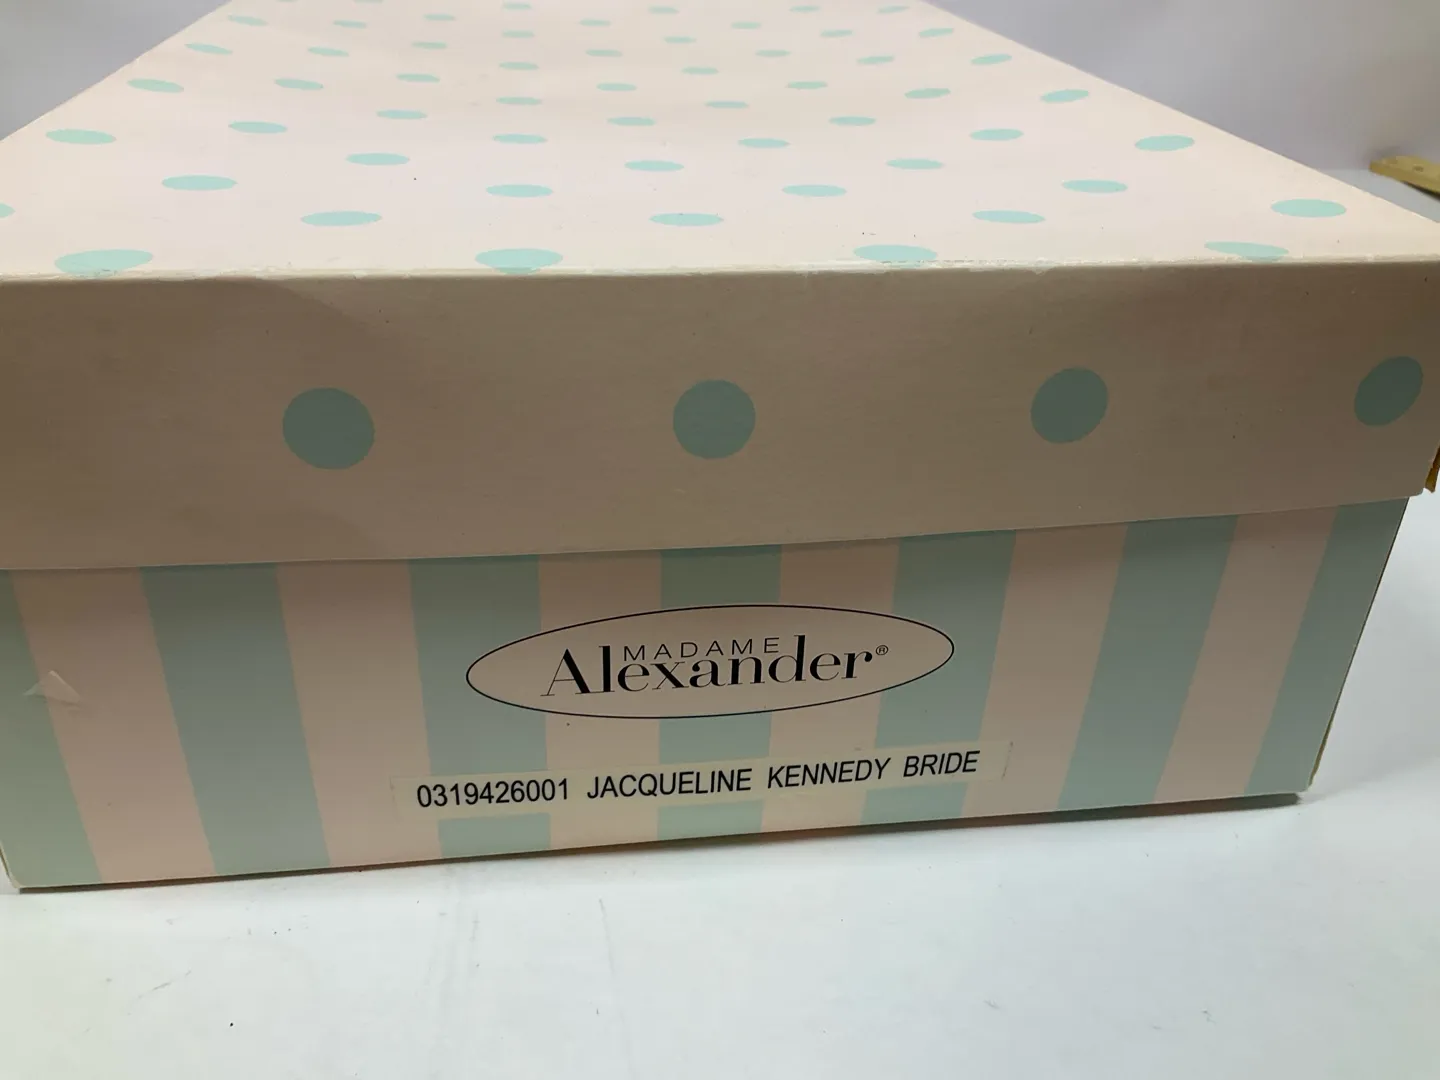 MADAME
Alexander®
0319426001 JACQUELINE KENNEDY BRIDE